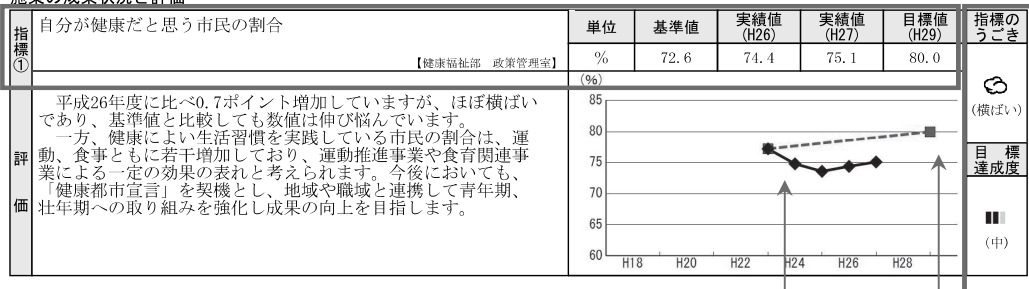 指標①
自分が健康だと思う市民の割合
【健康福祉部　政策管理室】
単位 基準値 実績値(H26) 実績値(H27) 目標値(H29)
% 72.6 74.4 75.1 80.0
指標のうごき
(横ばい)
評価
平成26年度に比べ0.7ポイント増加していますが、ほぼ横ばい
であり、基準値と比較しても数値は伸び悩んでいます。
一方、健康によい生活習慣を実践している市民の割合は、運
動、食事ともに若干増加しており、運動推進事業や食育関連事
業による一定の効果の表れと考えられます。今後においても、
「健康都市宣言」を契機とし、地域や職域と連携して青年期、
壮年期への取り組みを強化し成果の向上を目指します。
(%)
85
80
75
70
65
60
H18 H20 H22 H24 H26 H28
目標達成度
(中)